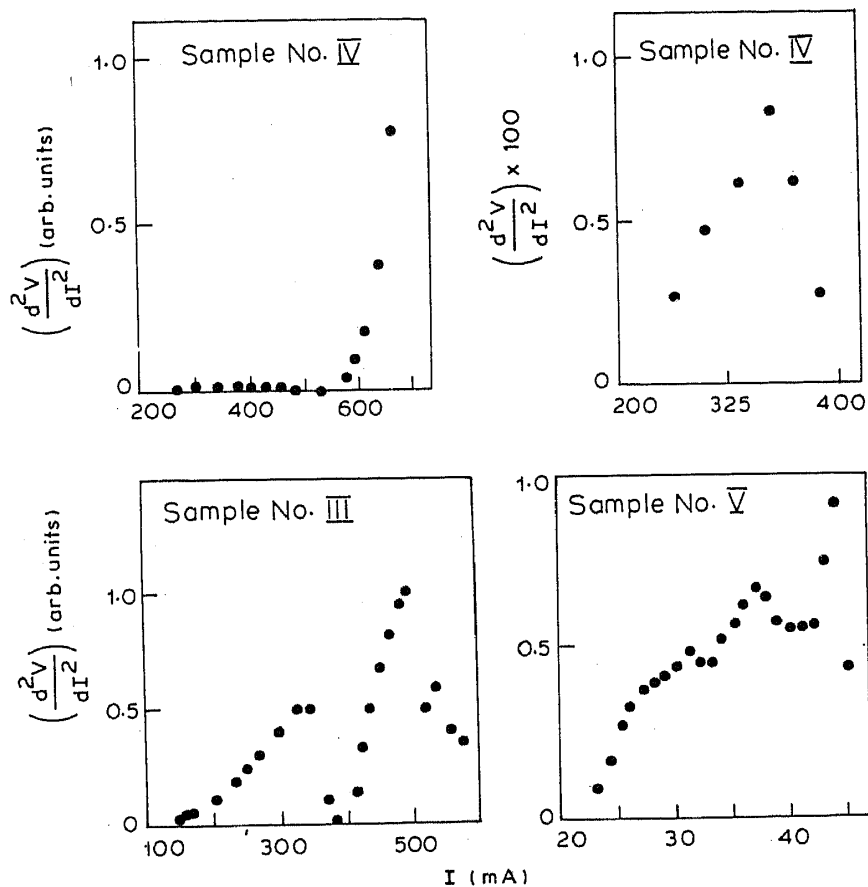 Sample No. IV
1.0
0.5
0
200 400 600
(d²V/dI²) (arb. units)
Sample No. IV
1.0
0.5
0
200 325 400
(d²V/dI²) x 100
Sample No. III
1.0
0.5
0
100 300 500
(d²V/dI²) (arb. units)
Sample No. V
1.0
0.5
0
20 30 40
I (mA)